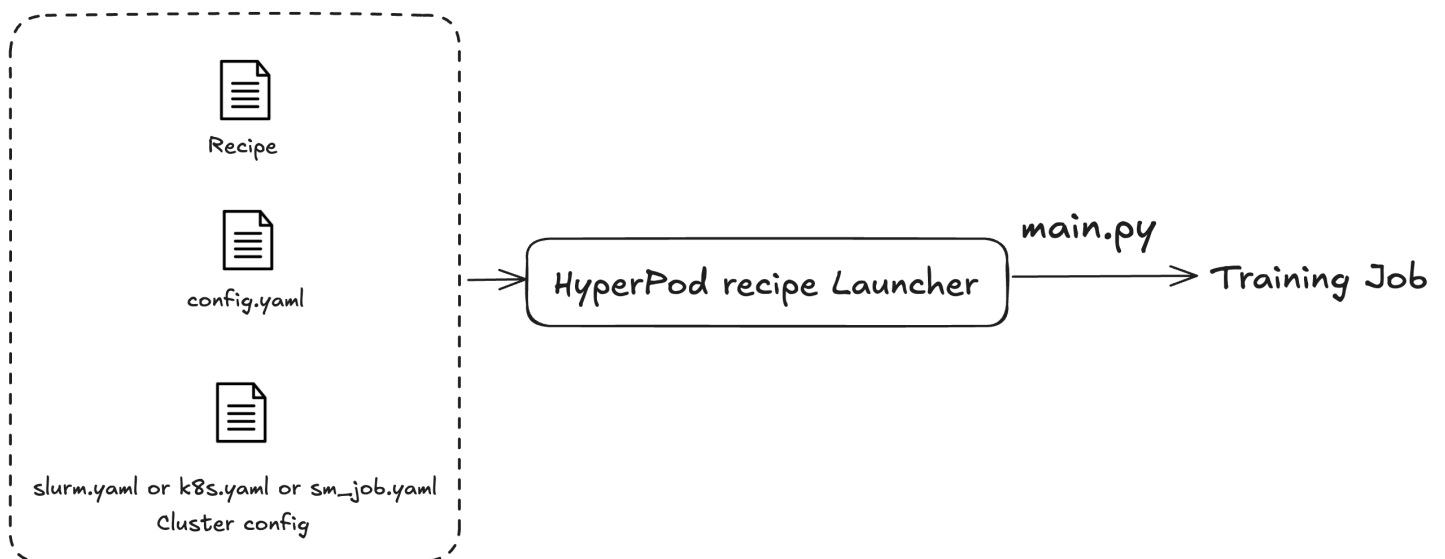 Recipe
config.yaml
slurm.yaml or k8s.yaml or sm_job.yaml
Cluster config
HyperPod recipe Launcher
main.py
Training Job